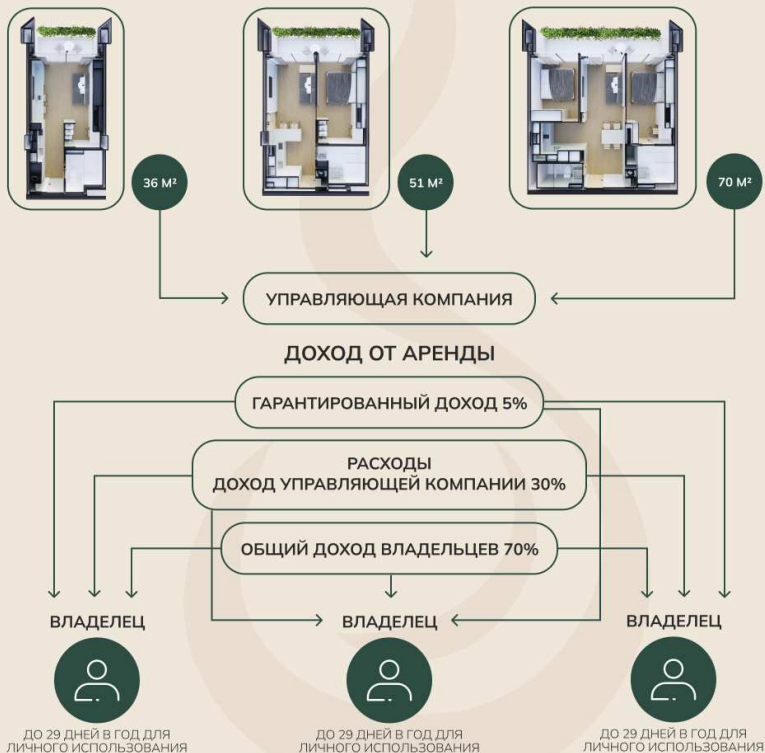 36 М²
51 М²
70 М²
УПРАВЛЯЮЩАЯ КОМПАНИЯ
ДОХОД ОТ АРЕНДЫ
ГАРАНТИРОВАННЫЙ ДОХОД 5%
РАСХОДЫ
ДОХОД УПРАВЛЯЮЩЕЙ КОМПАНИИ 30%
ОБЩИЙ ДОХОД ВЛАДЕЛЬЦЕВ 70%
ВЛАДЕЛЕЦ
ВЛАДЕЛЕЦ
ВЛАДЕЛЕЦ
ДО 29 ДНЕЙ В ГОД ДЛЯ
ЛИЧНОГО ИСПОЛЬЗОВАНИЯ
ДО 29 ДНЕЙ В ГОД ДЛЯ
ЛИЧНОГО ИСПОЛЬЗОВАНИЯ
ДО 29 ДНЕЙ В ГОД ДЛЯ
ЛИЧНОГО ИСПОЛЬЗОВАНИЯ